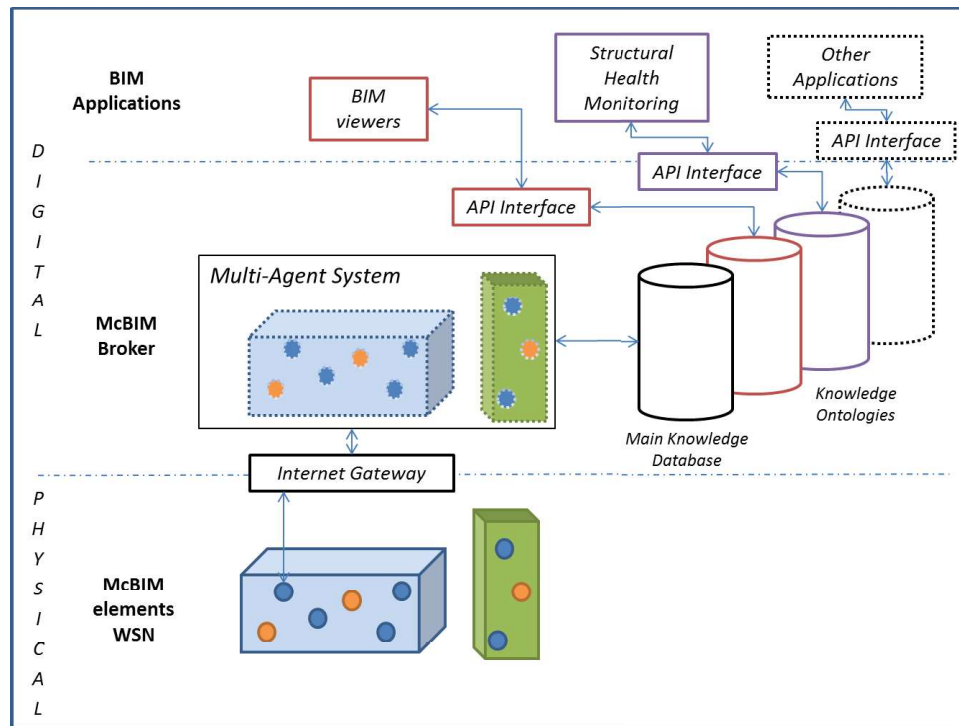 BIM
Applications
BIM
viewers
Structural
Health
Monitoring
Other
Applications
API Interface
API Interface
API Interface
D
I
G
I
T
A
L
Multi-Agent System
McBIM
Broker
Knowledge
Ontologies
Main Knowledge
Database
Internet Gateway
P
H
Y
S
I
C
A
L
McBIM
elements
WSN